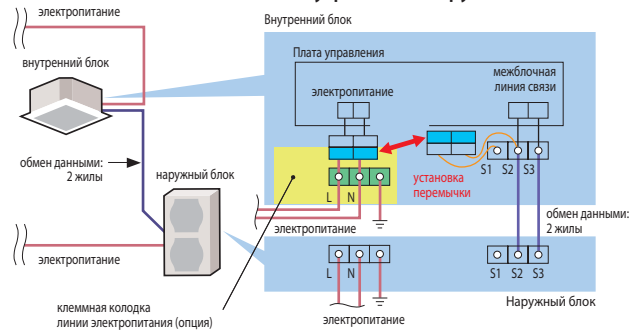 электропитание
Внутренний блок
Плата управления
внутренний блок
электропитание
межблочная
линия связи
обмен данными:
2 жилы
наружный блок
установка
перемычки
S1 S2 S3
L N
электропитание
обмен данными:
2 жилы
электропитание
L N
S1 S2 S3
Наружный блок
клеммная колодка
линии электропитания (опция)
электропитание